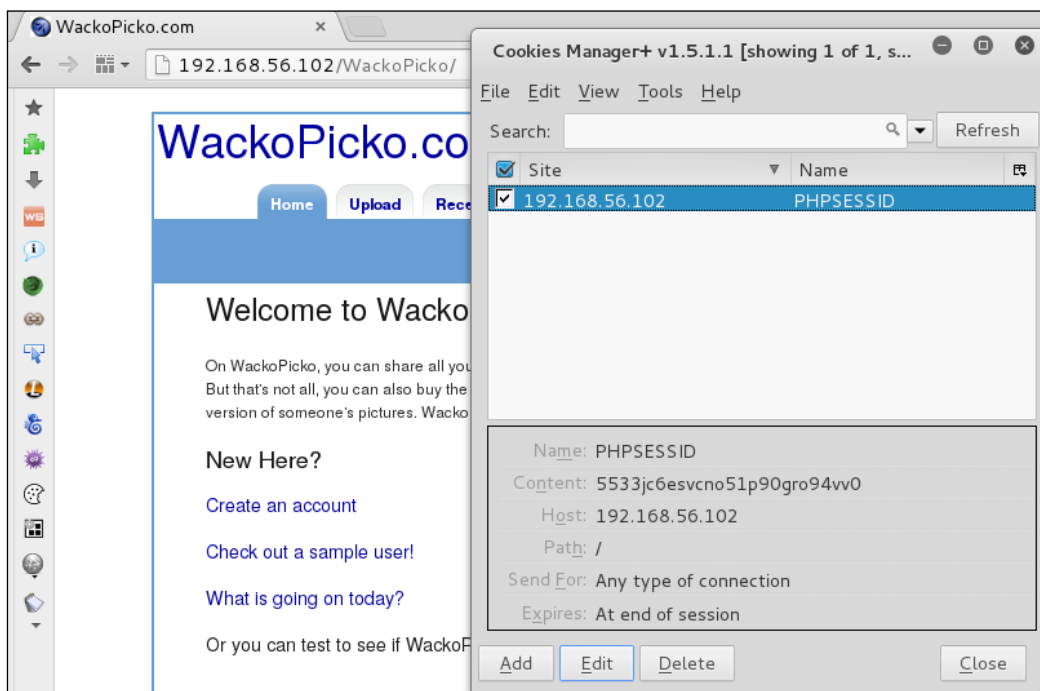 WackoPicko.com ×
192.168.56.102/WackoPicko/
WackoPicko.co
Home Upload Rece
Welcome to Wacko
On WackoPicko, you can share all you
But that's not all, you can also buy the
version of someone's pictures. Wacko
New Here?
Create an account
Check out a sample user!
What is going on today?
Or you can test to see if WackoP
Cookies Manager+ v1.5.1.1 [showing 1 of 1, s...
File Edit View Tools Help
Search: Refresh
Site Name
192.168.56.102 PHPSESSID
Name: PHPSESSID
Content: 5533jc6esvcno51p90gro94vv0
Host: 192.168.56.102
Path: /
Send For: Any type of connection
Expires: At end of session
Add Edit Delete Close
WS